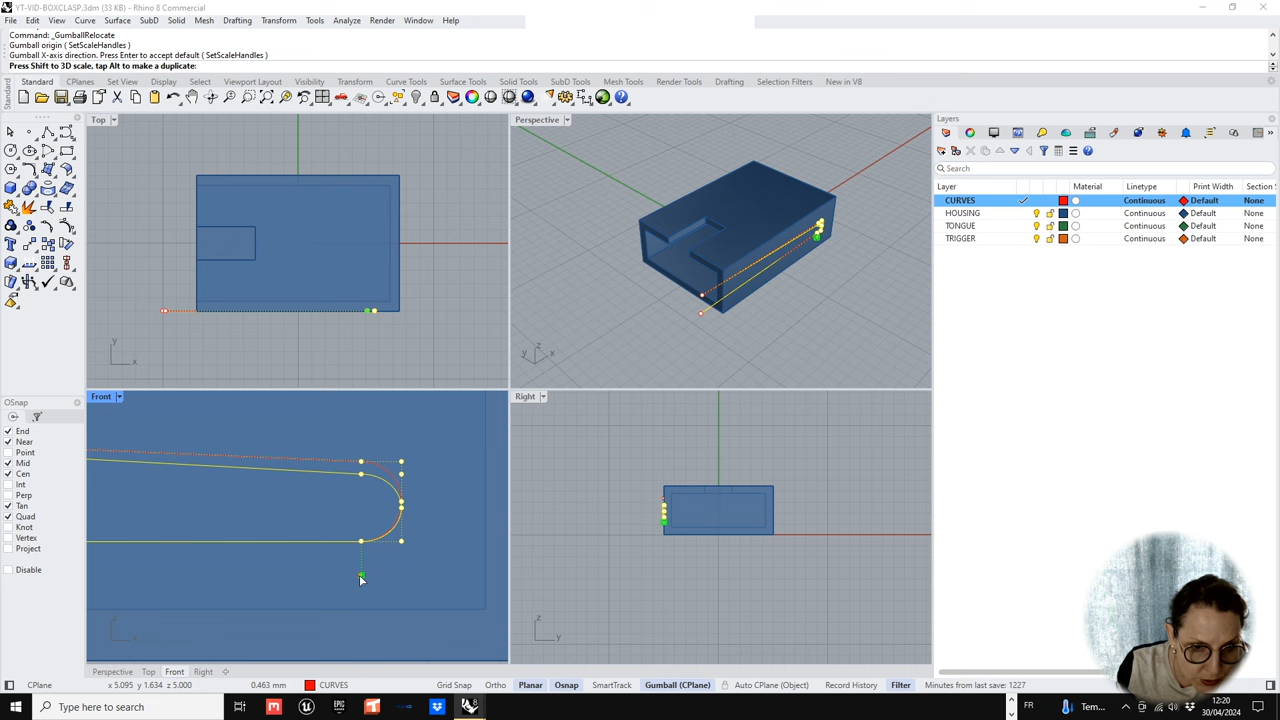 YT-VID-BOXCLASP.3dm (33 KB) - Rhino 8 Commercial
File Edit View Curve Surface SubD Solid Mesh Drafting Transform Tools Analyze Render Window Help
Command: _GumballRelocate
Gumball origin ( SetScaleHandles )
Gumball X-axis direction. Press Enter to accept default ( SetScaleHandles )
Press Shift to 3D scale, tap Alt to make a duplicate:
Standard CPlanes Set View Display Select Viewport Layout Visibility Transform Curve Tools Surface Tools Solid Tools SubD Tools Mesh Tools Render Tools Drafting Selection Filters New in V8
Standard
Top
y
x
Perspective
z
y
x
Front
z
x
Right
z
y
OSnap
End
Near
Point
Mid
Cen
Int
Perp
Tan
Quad
Knot
Vertex
Project
Disable
Layers
Search
Layer Material Linetype Print Width Section
CURVES Continuous Default None
HOUSING Continuous Default None
TONGUE Continuous Default None
TRIGGER Continuous Default None
Perspective Top Front Right
CPlane x 5.095 y 1.634 z 5.000 0.463 mm CURVES Grid Snap Ortho Planar Osnap SmartTrack Gumball (CPlane) Auto CPlane (Object) Record History Filter Minutes from last save: 1227
Type here to search
Tem...
FR
12:20
30/04/2024